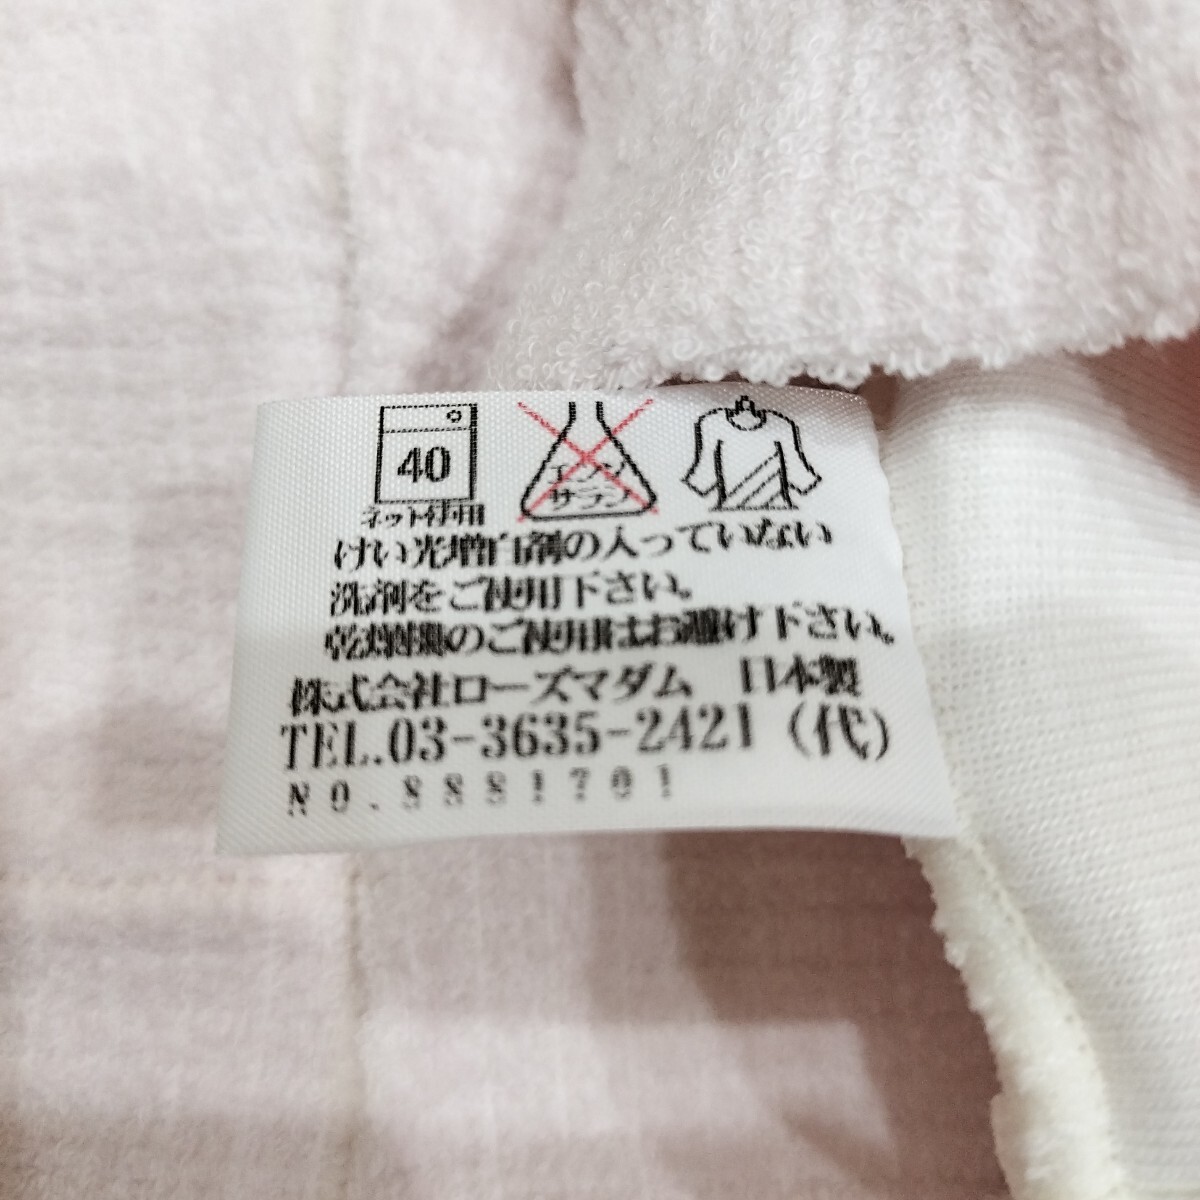 40
エンソ
サラシ
ネット使用
けい光増白剤の入っていない
洗剤をご使用下さい。
乾燥機のご使用はお避け下さい。
株式会社ローズマダム 日本製
TEL.03-3635-2421(代)
NO.8881701